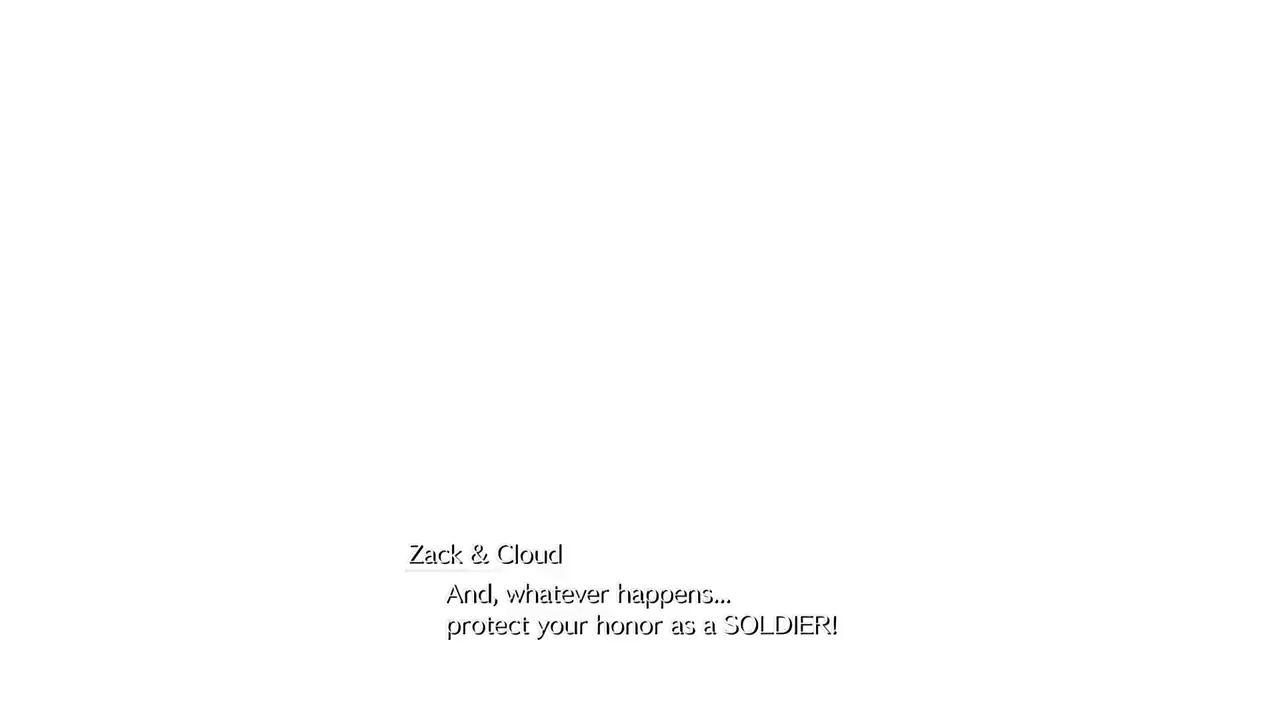 Zack & Cloud
And, whatever happens...
protect your honor as a SOLDIER!